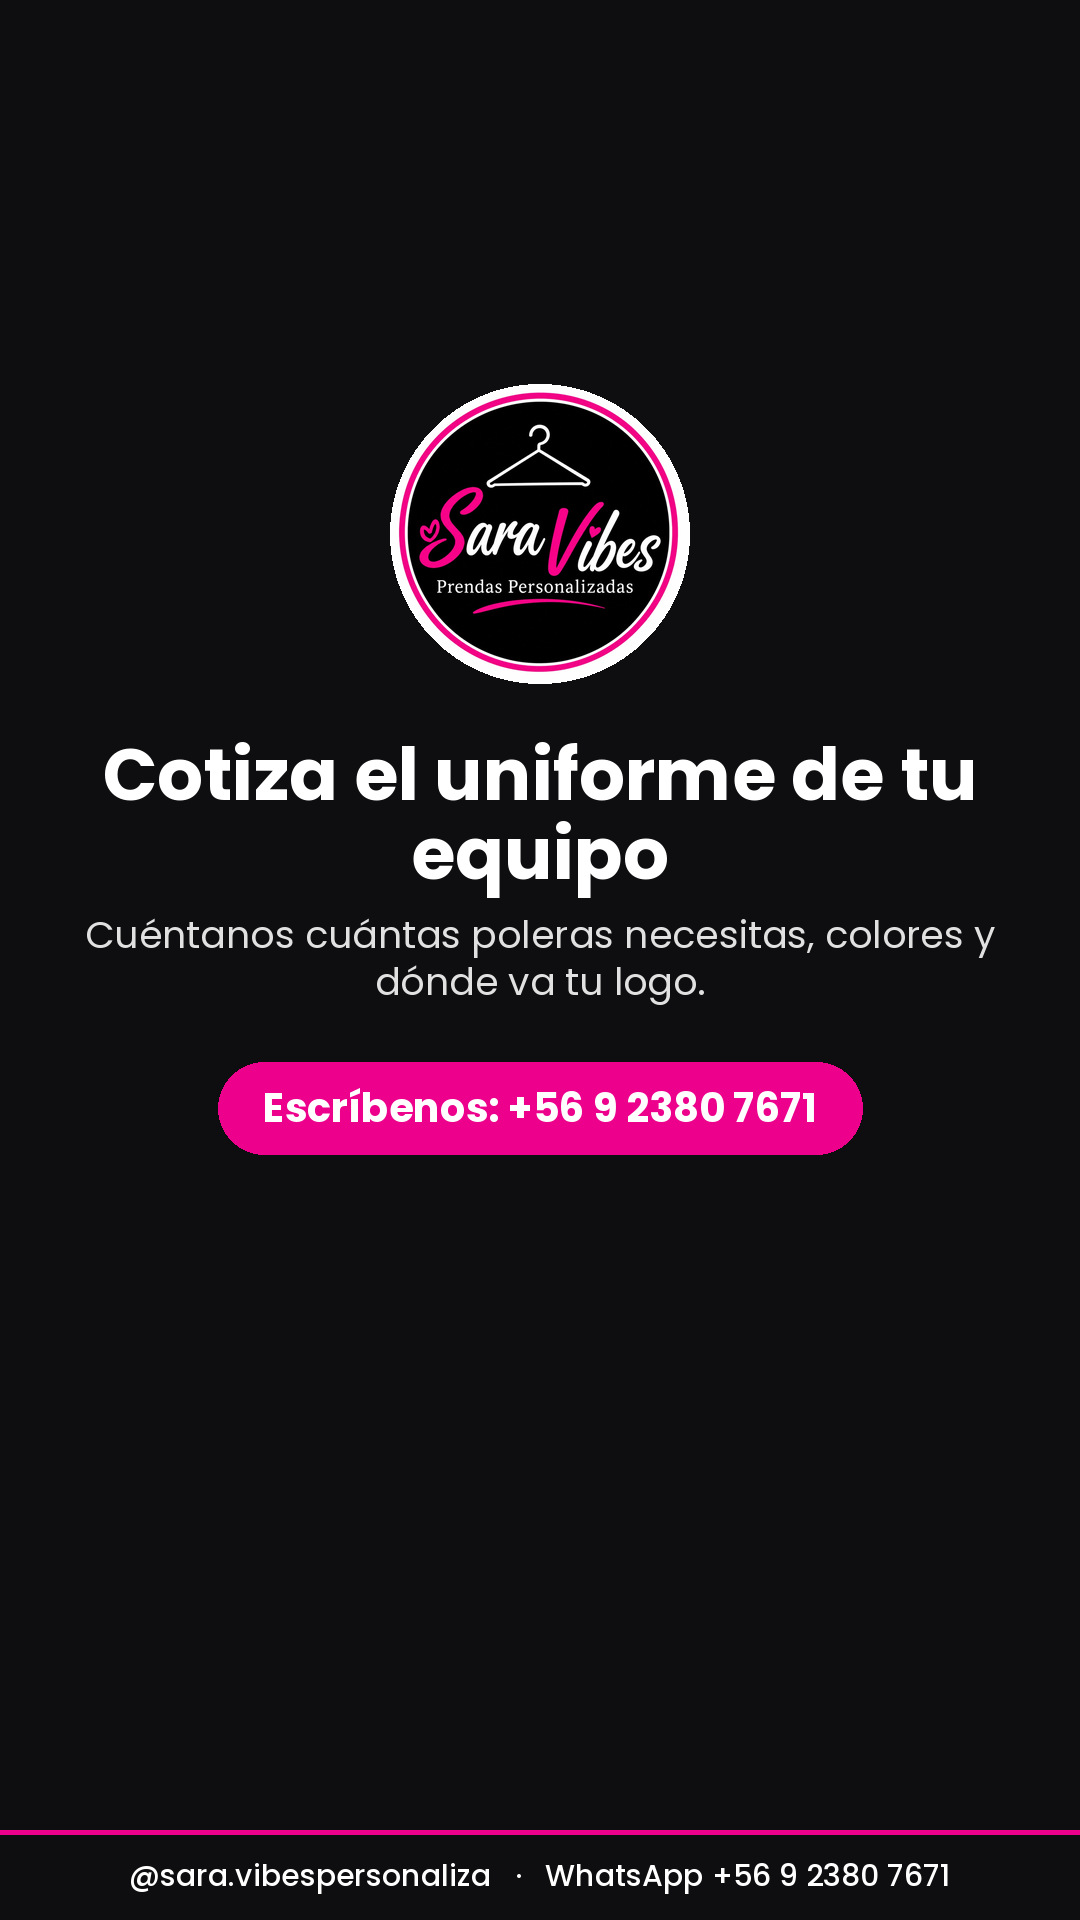 Sara Vibes
Prendas Personalizadas
Cotiza el uniforme de tu
equipo
Cuéntanos cuántas poleras necesitas, colores y
dónde va tu logo.
Escríbenos: +56 9 2380 7671
@sara.vibespersonaliza · WhatsApp +56 9 2380 7671